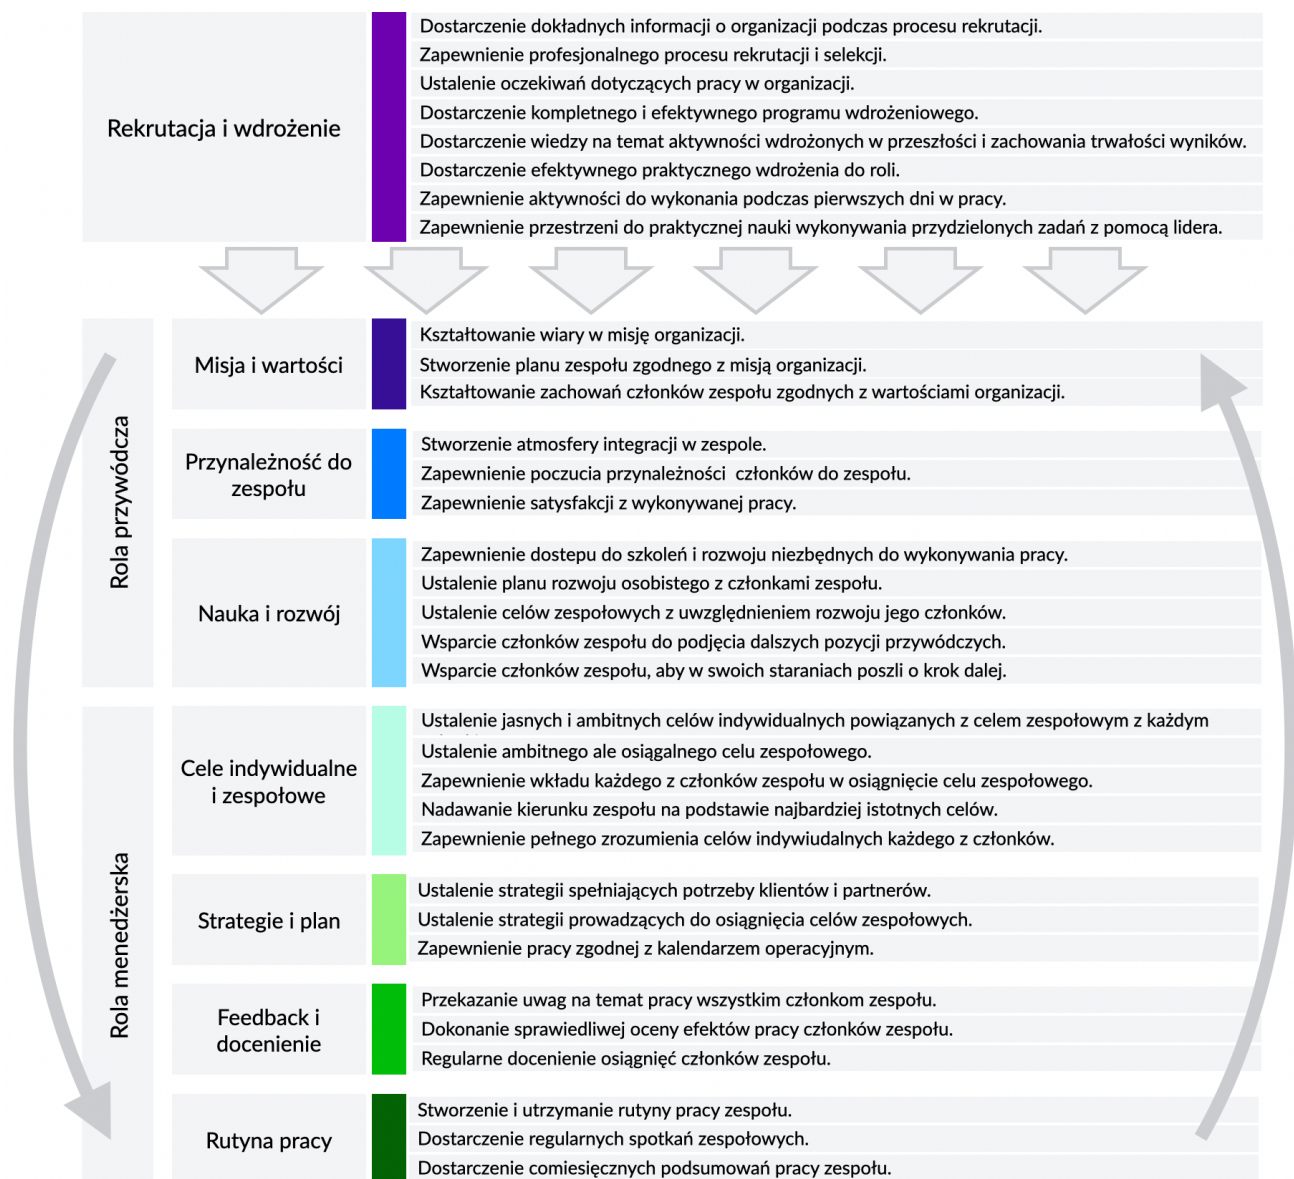 Rekrutacja i wdrożenie
Dostarczenie dokładnych informacji o organizacji podczas procesu rekrutacji.
Zapewnienie profesjonalnego procesu rekrutacji i selekcji.
Ustalenie oczekiwań dotyczących pracy w organizacji.
Dostarczenie kompletnego i efektywnego programu wdrożeniowego.
Dostarczenie wiedzy na temat aktywności wdrożonych w przeszłości i zachowania trwałości wyników.
Dostarczenie efektywnego praktycznego wdrożenia do roli.
Zapewnienie aktywności do wykonania podczas pierwszych dni w pracy.
Zapewnienie przestrzeni do praktycznej nauki wykonywania przydzielonych zadań z pomocą lidera.
Rola przywódcza
Misja i wartości
Kształtowanie wiary w misję organizacji.
Stworzenie planu zespołu zgodnego z misją organizacji.
Kształtowanie zachowań członków zespołu zgodnych z wartościami organizacji.
Przynależność do
zespołu
Stworzenie atmosfery integracji w zespole.
Zapewnienie poczucia przynależności członków do zespołu.
Zapewnienie satysfakcji z wykonywanej pracy.
Nauka i rozwój
Zapewnienie dostepu do szkoleń i rozwoju niezbędnych do wykonywania pracy.
Ustalenie planu rozwoju osobistego z członkami zespołu.
Ustalenie celów zespołowych z uwzględnieniem rozwoju jego członków.
Wsparcie członków zespołu do podjęcia dalszych pozycji przywódczych.
Wsparcie członków zespołu, aby w swoich staraniach poszli o krok dalej.
Rola menedżerska
Cele indywidualne
i zespołowe
Ustalenie jasnych i ambitnych celów indywidualnych powiązanych z celem zespołowym z każdym
Ustalenie ambitnego ale osiągalnego celu zespołowego.
Zapewnienie wkładu każdego z członków zespołu w osiągnięcie celu zespołowego.
Nadawanie kierunku zespołu na podstawie najbardziej istotnych celów.
Zapewnienie pełnego zrozumienia celów indywiudalnych każdego z członków.
Strategie i plan
Ustalenie strategii spełniających potrzeby klientów i partnerów.
Ustalenie strategii prowadzących do osiągnięcia celów zespołowych.
Zapewnienie pracy zgodnej z kalendarzem operacyjnym.
Feedback i
docenienie
Przekazanie uwag na temat pracy wszystkim członkom zespołu.
Dokonanie sprawiedliwej oceny efektów pracy członków zespołu.
Regularne docenienie osiągnięć członków zespołu.
Rutyna pracy
Stworzenie i utrzymanie rutyny pracy zespołu.
Dostarczenie regularnych spotkań zespołowych.
Dostarczenie comiesięcznych podsumowań pracy zespołu.